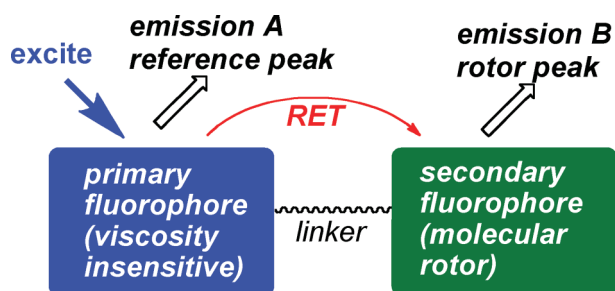 excite
emission A
reference peak
emission B
rotor peak
RET
primary
fluorophore
(viscosity
insensitive)
linker
secondary
fluorophore
(molecular
rotor)